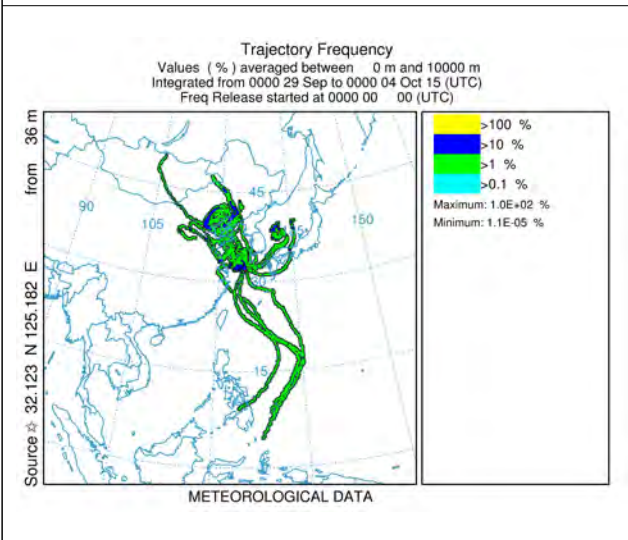 Trajectory Frequency
Values ( % ) averaged between 0 m and 10000 m
Integrated from 0000 29 Sep to 0000 04 Oct 15 (UTC)
Freq Release started at 0000 00 00 (UTC)
Source ☆ 32.123 N 125.182 E from 36 m
90
105
45
150
15
>100 %
>10 %
>1 %
>0.1 %
Maximum: 1.0E+02 %
Minimum: 1.1E-05 %
METEOROLOGICAL DATA